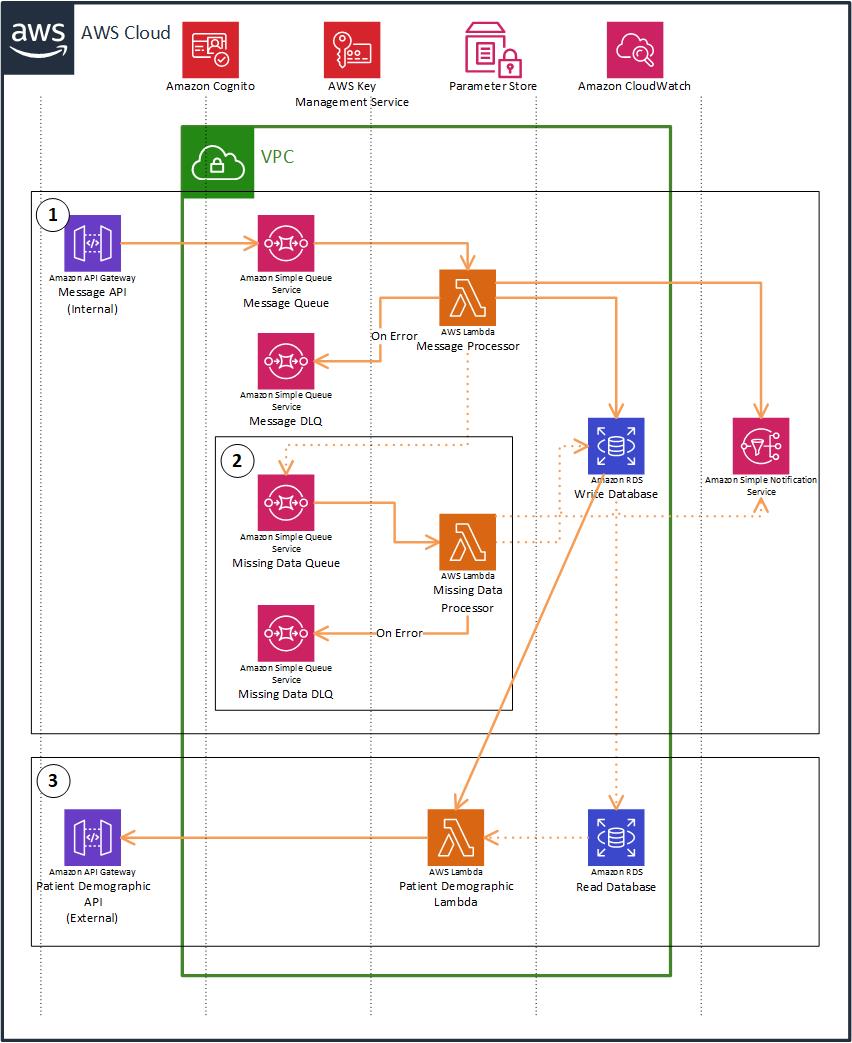 aws
AWS Cloud
Amazon Cognito
AWS Key
Management Service
Parameter Store
Amazon CloudWatch
VPC
1
Amazon API Gateway
Message API
(Internal)
Amazon Simple Queue
Service
Message Queue
AWS Lambda
Message Processor
On Error
Amazon Simple Queue
Service
Message DLQ
2
Amazon Simple Queue
Service
Missing Data Queue
AWS Lambda
Missing Data
Processor
On Error
Amazon Simple Queue
Service
Missing Data DLQ
Amazon RDS
Write Database
Amazon Simple Notification
Service
3
Amazon API Gateway
Patient Demographic
API
(External)
AWS Lambda
Patient Demographic
Lambda
Amazon RDS
Read Database